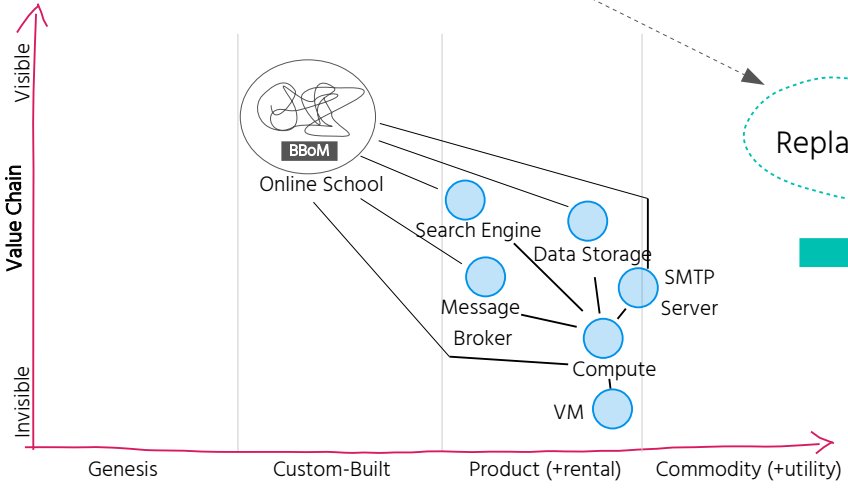 Visible
Value Chain
Invisible
BBoM
Online School
Search Engine
Data Storage
SMTP
Server
Message
Broker
Compute
VM
Repla
Genesis
Custom-Built
Product (+rental)
Commodity (+utility)